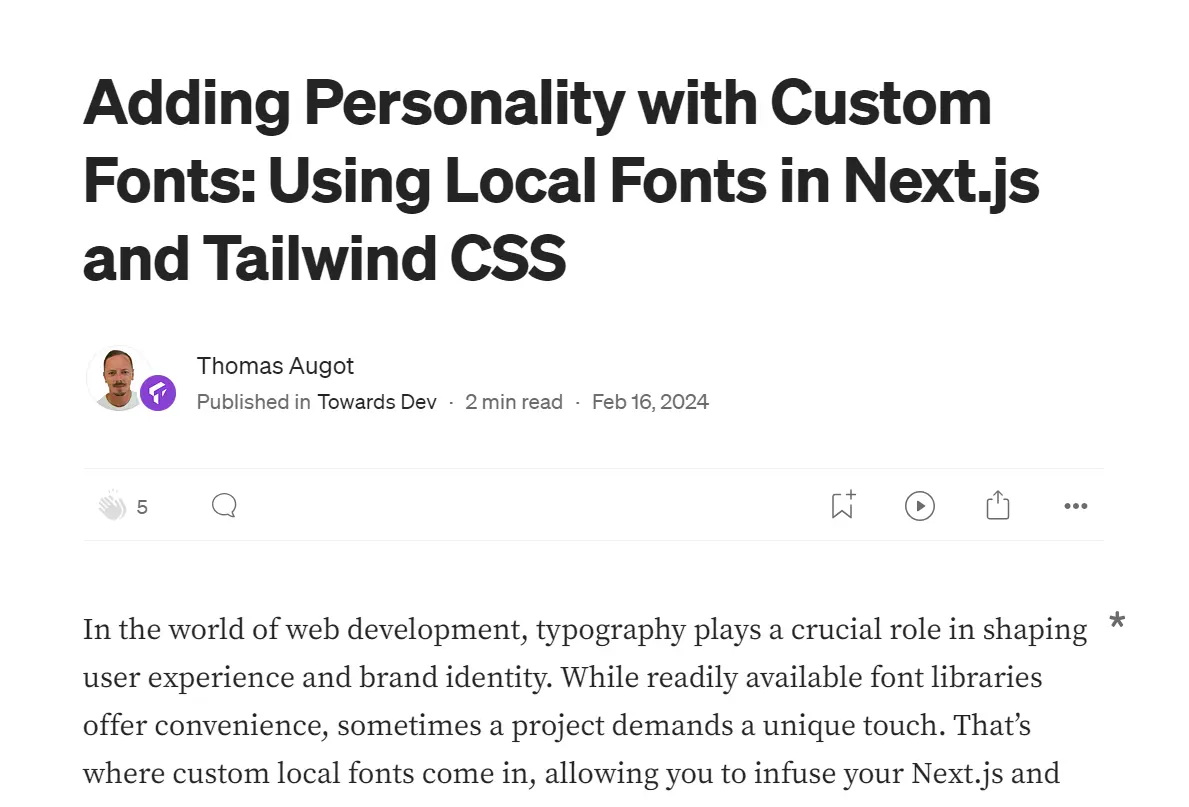 Adding Personality with Custom
Fonts: Using Local Fonts in Next.js
and Tailwind CSS
Thomas Augot
Published in Towards Dev · 2 min read · Feb 16, 2024
5
In the world of web development, typography plays a crucial role in shaping *
user experience and brand identity. While readily available font libraries
offer convenience, sometimes a project demands a unique touch. That’s
where custom local fonts come in, allowing you to infuse your Next.js and